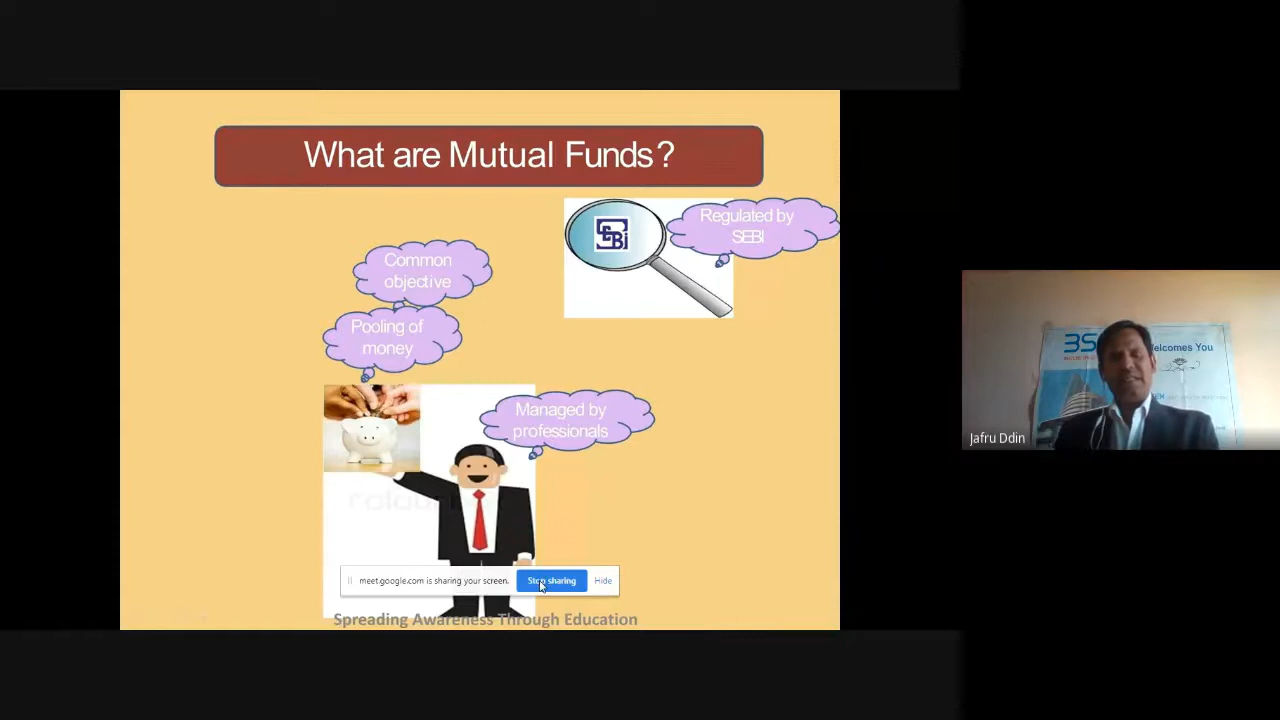 What are Mutual Funds?
Regulated by
SEBI
SEBi
Common
objective
Pooling of
money
Managed by
professionals
meet.google.com is sharing your screen.
Stop sharing
Hide
Spreading Awareness Through Education
Welcomes You
Jafru Ddin